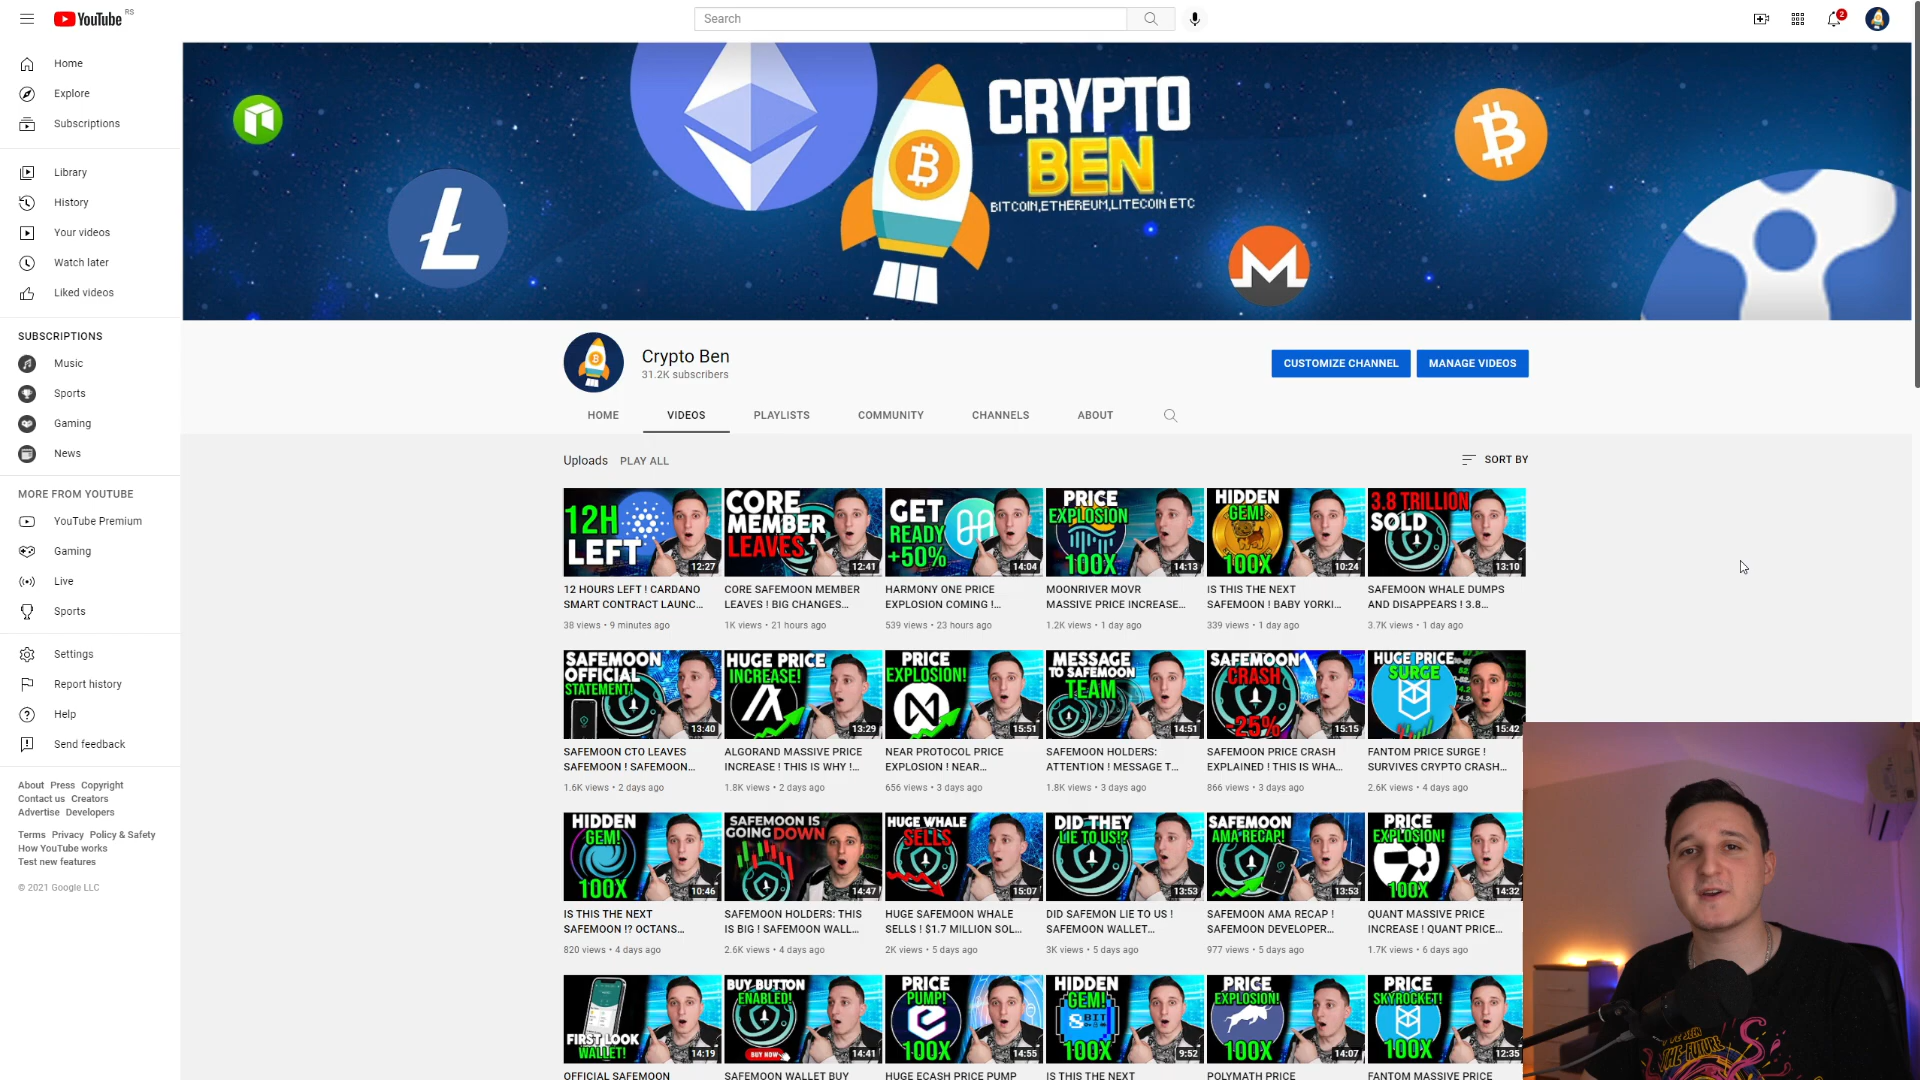 YouTube RS
Search
2
Home
Explore
Subscriptions
Library
History
Your videos
Watch later
Liked videos
SUBSCRIPTIONS
Music
Sports
Gaming
News
MORE FROM YOUTUBE
YouTube Premium
Gaming
Live
Sports
Settings
Report history
Help
Send feedback
About Press Copyright
Contact us Creators
Advertise Developers
Terms Privacy Policy & Safety
How YouTube works
Test new features
© 2021 Google LLC
CRYPTO
BEN
BITCOIN,ETHEREUM,LITECOIN ETC
Crypto Ben
31.2K subscribers
CUSTOMIZE CHANNEL
MANAGE VIDEOS
HOME VIDEOS PLAYLISTS COMMUNITY CHANNELS ABOUT
Uploads PLAY ALL
SORT BY
12H
LEFT
12:27
12 HOURS LEFT ! CARDANO
SMART CONTRACT LAUNC...
38 views • 9 minutes ago
CORE
MEMBER
LEAVES
12:41
CORE SAFEMOON MEMBER
LEAVES ! BIG CHANGES...
1K views • 21 hours ago
GET
READY
+50%
14:04
HARMONY ONE PRICE
EXPLOSION COMING !...
539 views • 23 hours ago
PRICE
EXPLOSION
100X
14:13
MOONRIVER MOVR
MASSIVE PRICE INCREASE...
1.2K views • 1 day ago
HIDDEN
GEM!
100X
10:24
IS THIS THE NEXT
SAFEMOON ! BABY YORKI...
339 views • 1 day ago
3.8 TRILLION
SOLD
13:10
SAFEMOON WHALE DUMPS
AND DISAPPEARS ! 3.8...
3.7K views • 1 day ago
SAFEMOON
OFFICIAL
STATEMENT!
13:40
SAFEMOON CTO LEAVES
SAFEMOON ! SAFEMOON...
1.6K views • 2 days ago
HUGE PRICE
INCREASE!
13:29
ALGORAND MASSIVE PRICE
INCREASE ! THIS IS WHY !...
1.8K views • 2 days ago
PRICE
EXPLOSION!
15:51
NEAR PROTOCOL PRICE
EXPLOSION ! NEAR...
656 views • 3 days ago
MESSAGE
TO SAFEMOON
TEAM
14:51
SAFEMOON HOLDERS:
ATTENTION ! MESSAGE T...
1.8K views • 3 days ago
SAFEMOON
CRASH
-25%
15:15
SAFEMOON PRICE CRASH
EXPLAINED ! THIS IS WHA...
866 views • 3 days ago
HUGE PRICE
SURGE
15:42
FANTOM PRICE SURGE !
SURVIVES CRYPTO CRASH...
2.6K views • 4 days ago
HIDDEN
GEM!
100X
10:46
IS THIS THE NEXT
SAFEMOON !? OCTANS...
820 views • 4 days ago
SAFEMOON IS
GOING DOWN
14:47
SAFEMOON HOLDERS: THIS
IS BIG ! SAFEMOON WALL...
2.6K views • 4 days ago
HUGE WHALE
SELLS
15:07
HUGE SAFEMOON WHALE
SELLS ! $1.7 MILLION SOL...
2K views • 5 days ago
DID THEY
LIE TO US!?
13:53
DID SAFEMON LIE TO US !
SAFEMOON WALLET...
3K views • 5 days ago
SAFEMOON
AMA RECAP!
13:53
SAFEMOON AMA RECAP !
SAFEMOON DEVELOPER...
977 views • 5 days ago
PRICE
EXPLOSION!
100X
14:32
QUANT MASSIVE PRICE
INCREASE ! QUANT PRICE...
1.7K views • 6 days ago
FIRST LOOK
WALLET!
14:19
OFFICIAL SAFEMOON
BUY BUTTON
ENABLED!
BUY NOW
14:41
SAFEMOON WALLET BUY
PRICE
PUMP!
100X
14:55
HUGE ECASH PRICE PUMP
HIDDEN
GEM!
8 BIT
100X
9:52
IS THIS THE NEXT
PRICE
EXPLOSION!
100X
14:07
POLYMATH PRICE
PRICE
SKYROCKET!
100X
12:35
FANTOM MASSIVE PRICE
THE FUTURE